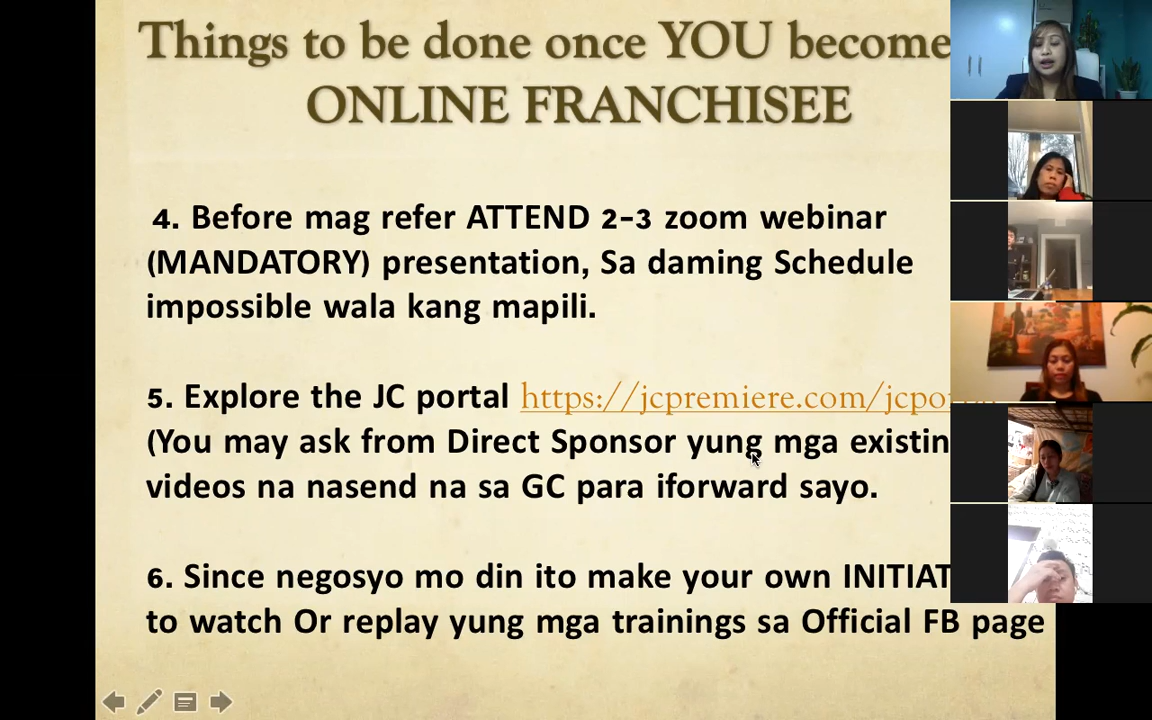 Things to be done once YOU become
ONLINE FRANCHISEE
4. Before mag refer ATTEND 2-3 zoom webinar
(MANDATORY) presentation, Sa daming Schedule
impossible wala kang mapili.
5. Explore the JC portal https://jcpremiere.com/jcpo
(You may ask from Direct Sponsor yung mga existin
videos na nasend na sa GC para iforward sayo.
6. Since negosyo mo din ito make your own INITIAT
to watch Or replay yung mga trainings sa Official FB page